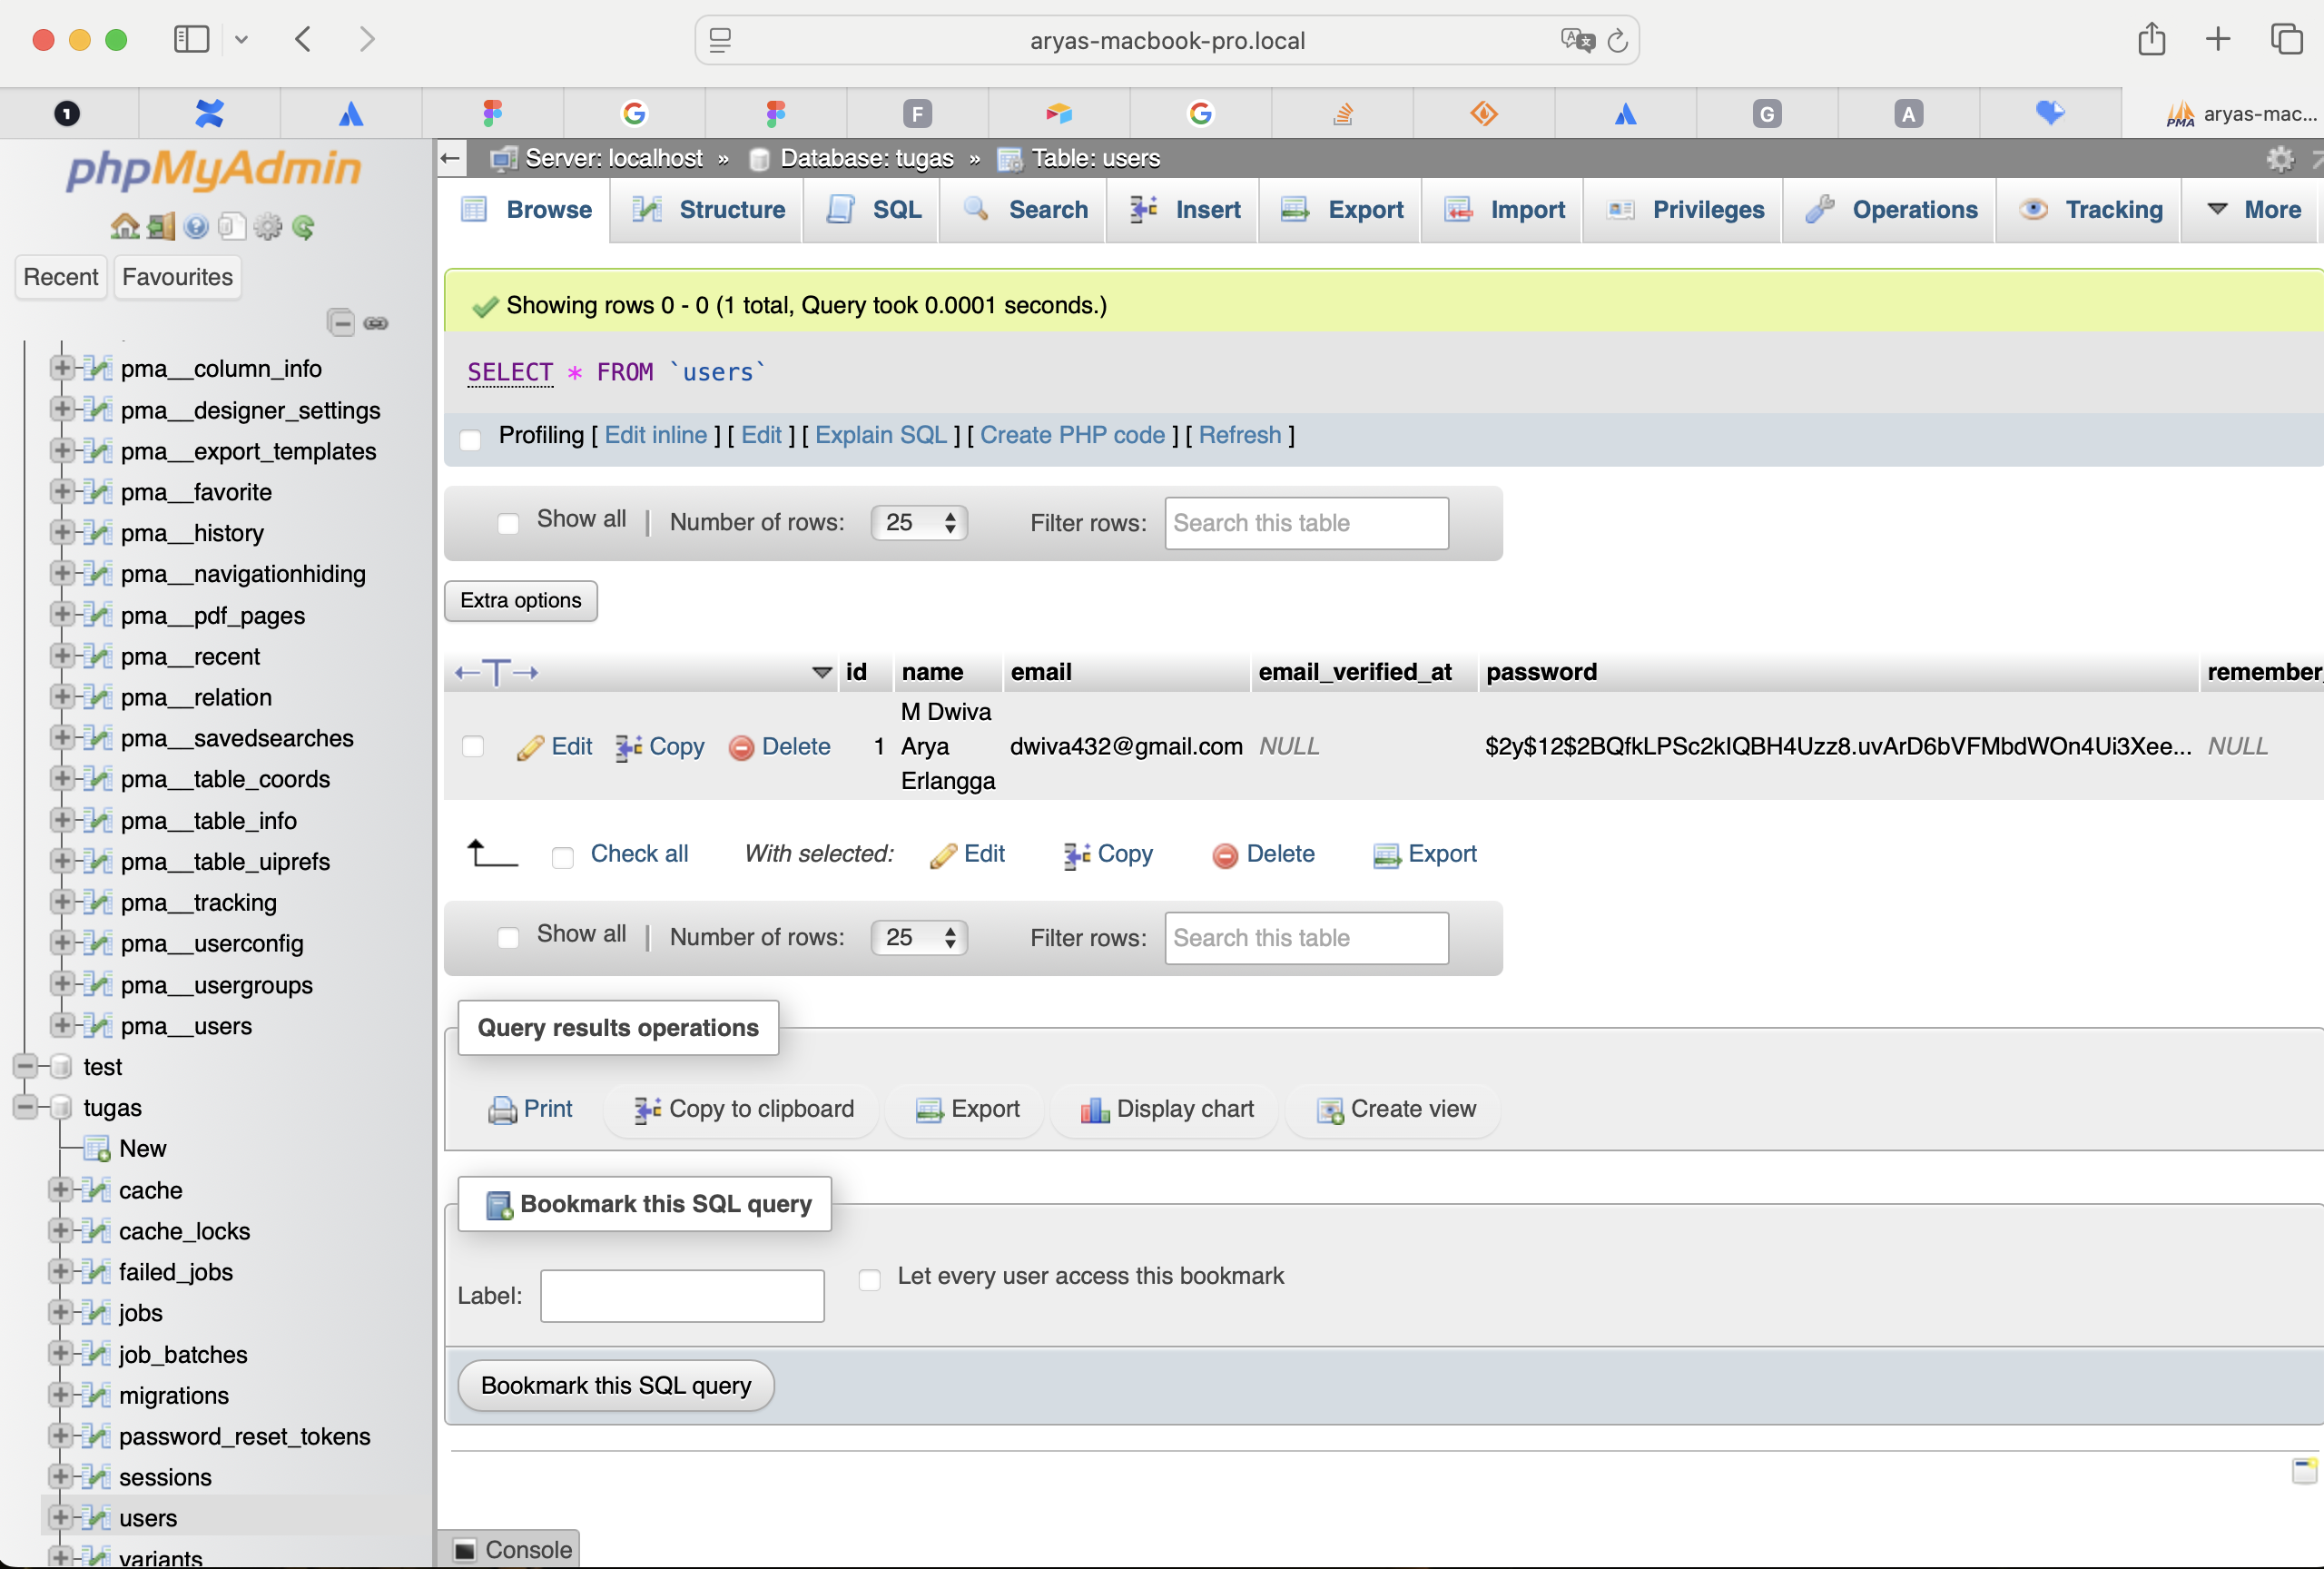 aryas-macbook-pro.local
1
F
G
A
PMA aryas-mac...
phpMyAdmin
Recent Favourites
pma__column_info
pma__designer_settings
pma__export_templates
pma__favorite
pma__history
pma__navigationhiding
pma__pdf_pages
pma__recent
pma__relation
pma__savedsearches
pma__table_coords
pma__table_info
pma__table_uiprefs
pma__tracking
pma__userconfig
pma__usergroups
pma__users
test
tugas
New
cache
cache_locks
failed_jobs
jobs
job_batches
migrations
password_reset_tokens
sessions
users
variants
Server: localhost » Database: tugas » Table: users
Browse Structure SQL Search Insert Export Import Privileges Operations Tracking More
Showing rows 0 - 0 (1 total, Query took 0.0001 seconds.)
SELECT * FROM `users`
Profiling [ Edit inline ] [ Edit ] [ Explain SQL ] [ Create PHP code ] [ Refresh ]
Show all | Number of rows: 25 Filter rows: Search this table
Extra options
←T→ id name email email_verified_at password remember_
Edit Copy Delete 1 M Dwiva Arya Erlangga dwiva432@gmail.com NULL $2y$12$2BQfkLPSc2kIQBH4Uzz8.uvArD6bVFMbdWOn4Ui3Xee... NULL
Check all With selected: Edit Copy Delete Export
Show all | Number of rows: 25 Filter rows: Search this table
Query results operations
Print Copy to clipboard Export Display chart Create view
Bookmark this SQL query
Label: Let every user access this bookmark
Bookmark this SQL query
Console